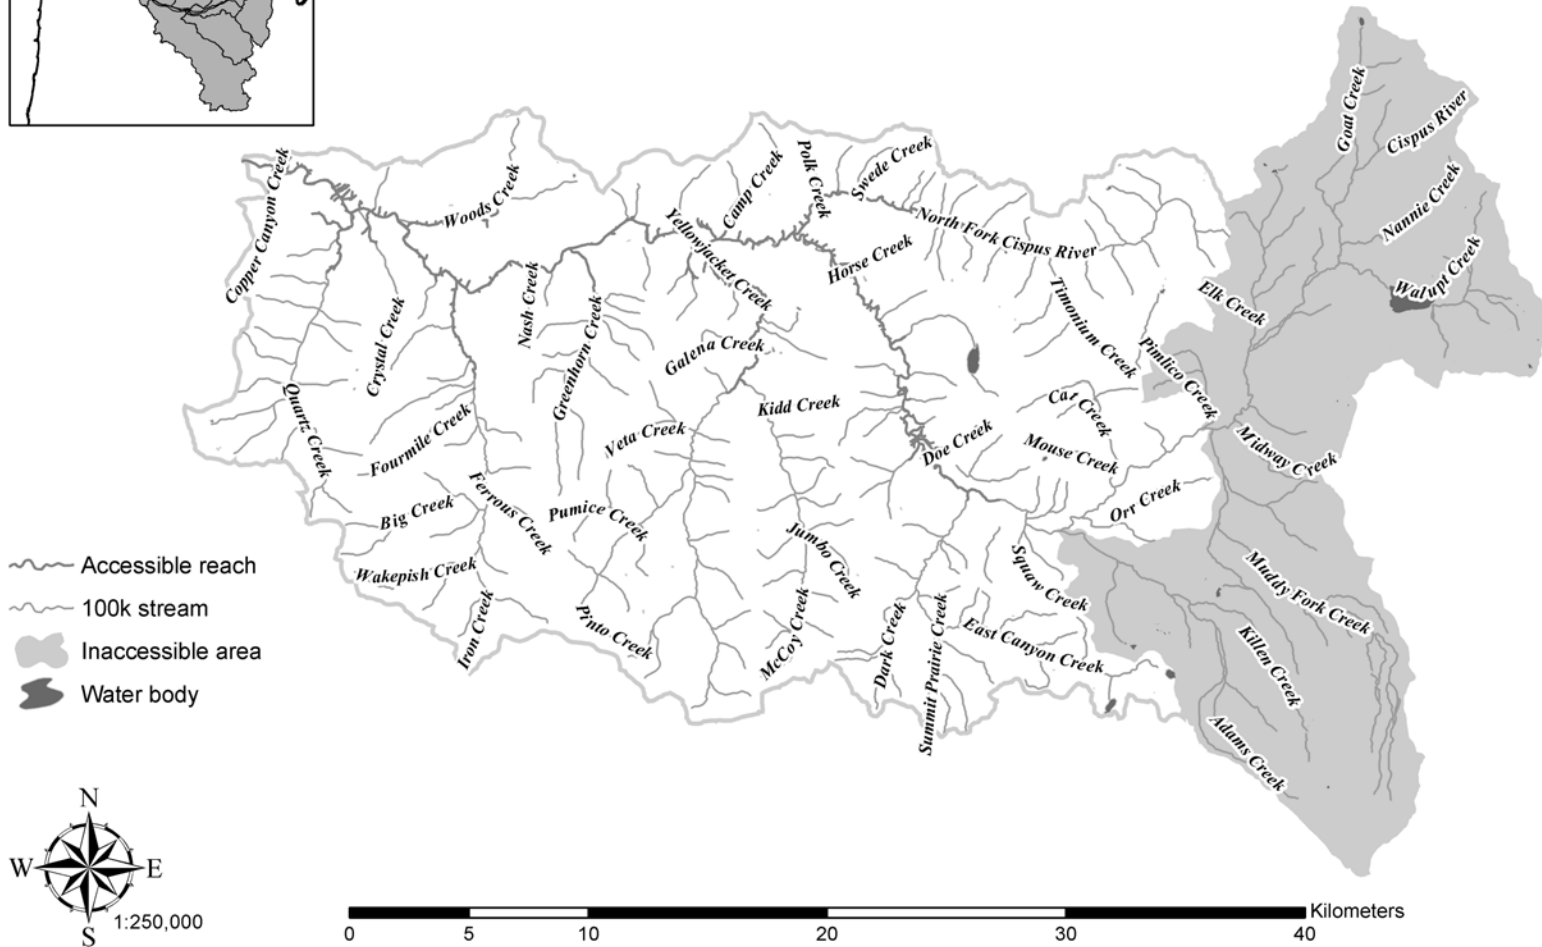 Goat Creek
Cispus River
Nannie Creek
Walupt Creek
Copper Canyon Creek
Woods Creek
Camp Creek
Polk Creek
Swede Creek
North Fork Cispus River
Yellowjacket Creek
Horse Creek
Elk Creek
Timonium Creek
Pimlico Creek
Crystal Creek
Nash Creek
Greenhorn Creek
Galena Creek
Kidd Creek
Cat Creek
Quartz Creek
Fourmile Creek
Veta Creek
Doe Creek
Mouse Creek
Midway Creek
Big Creek
Ferrous Creek
Pumice Creek
Orr Creek
Jumbo Creek
Squaw Creek
Muddy Fork Creek
Wakepish Creek
Iron Creek
Pinto Creek
McCoy Creek
Dark Creek
Summit Prairie Creek
East Canyon Creek
Killen Creek
Adams Creek
Accessible reach
100k stream
Inaccessible area
Water body
N
W E
S
1:250,000
Kilometers
0 5 10 20 30 40